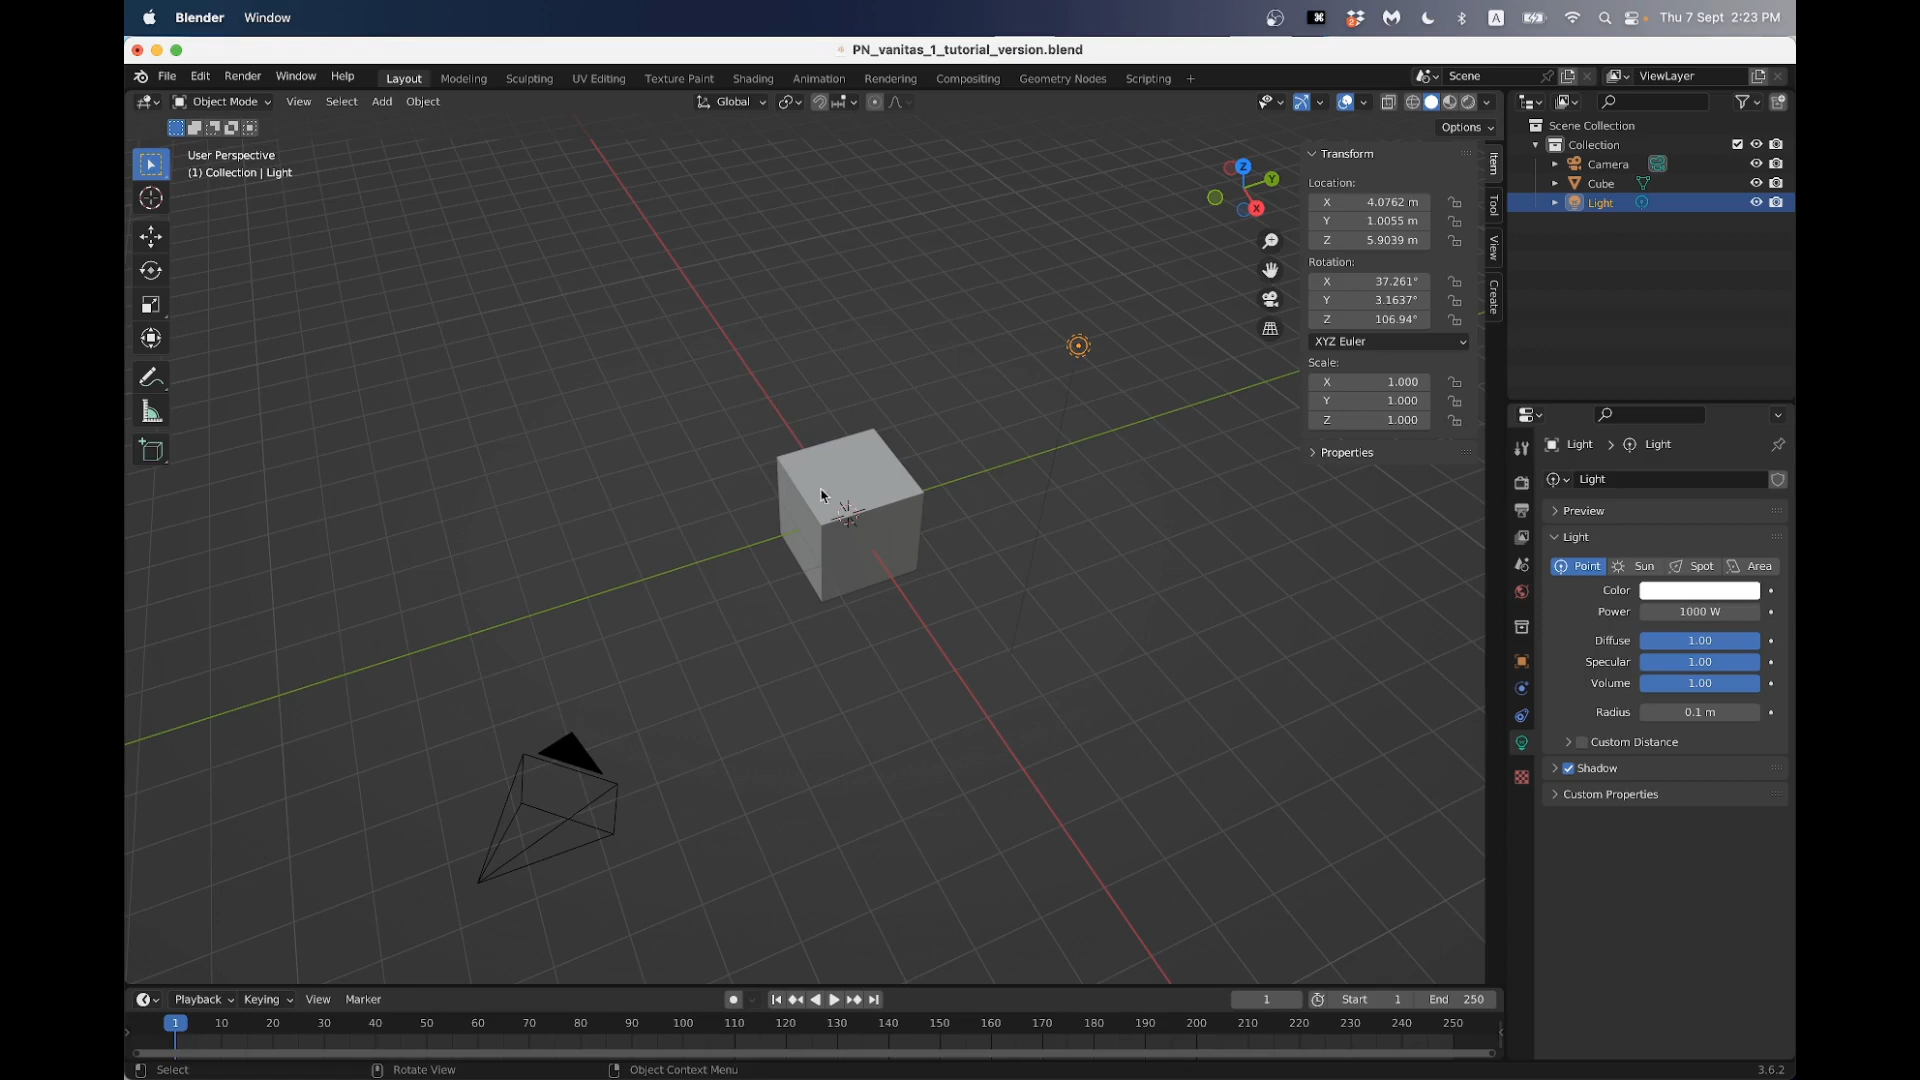 Blender Window
A Thu 7 Sept 2:23 PM
PN_vanitas_1_tutorial_version.blend
File Edit Render Window Help Layout Modeling Sculpting UV Editing Texture Paint Shading Animation Rendering Compositing Geometry Nodes Scripting + Scene ViewLayer
Object Mode View Select Add Object Global
Options
User Perspective
(1) Collection | Light
Z
Y
X
Transform
Location:
X 4.0762 m
Y 1.0055 m
Z 5.9039 m
Rotation:
X 37.261°
Y 3.1637°
Z 106.94°
XYZ Euler
Scale:
X 1.000
Y 1.000
Z 1.000
Properties
Item
Tool
View
Create
Scene Collection
Collection
Camera
Cube
Light
Light > Light
Light
Preview
Light
Point Sun Spot Area
Color
Power 1000 W
Diffuse 1.00
Specular 1.00
Volume 1.00
Radius 0.1 m
Custom Distance
Shadow
Custom Properties
Playback Keying View Marker 1 Start 1 End 250
1 10 20 30 40 50 60 70 80 90 100 110 120 130 140 150 160 170 180 190 200 210 220 230 240 250
Select Rotate View Object Context Menu 3.6.2